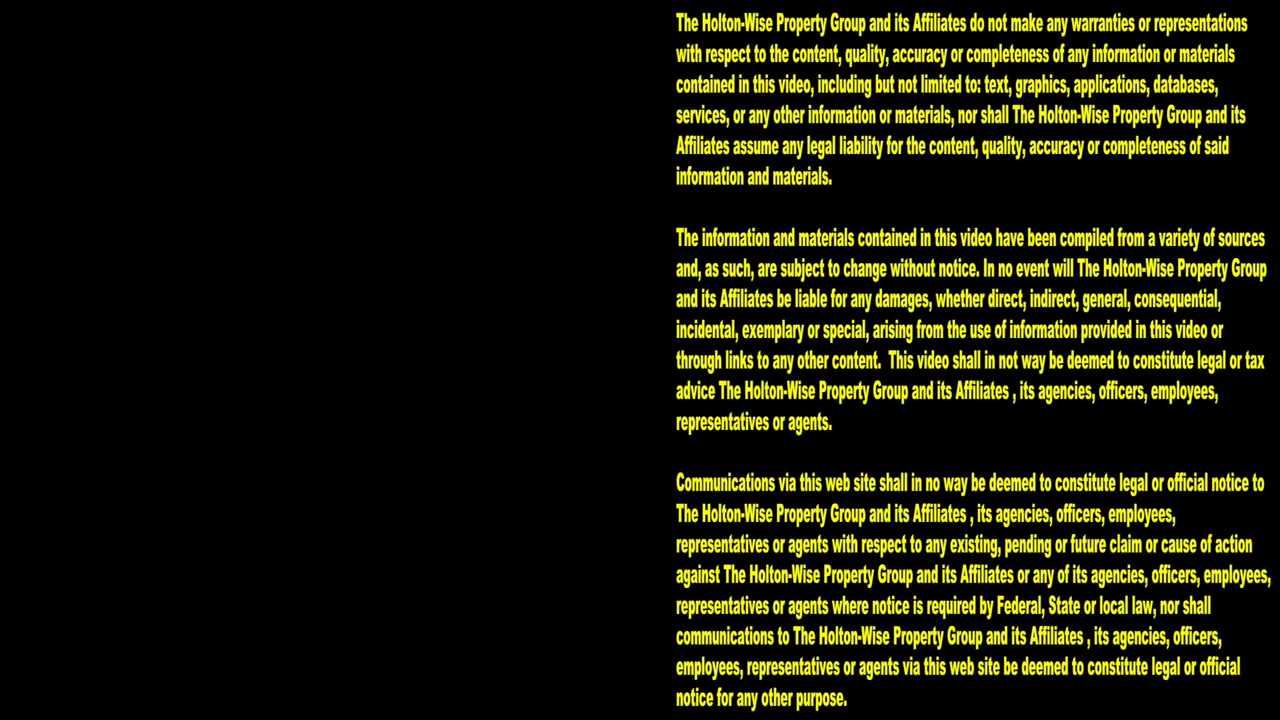 The Holton-Wise Property Group and its Affiliates do not make any warranties or representations
with respect to the content, quality, accuracy or completeness of any information or materials
contained in this video, including but not limited to: text, graphics, applications, databases,
services, or any other information or materials, nor shall The Holton-Wise Property Group and its
Affiliates assume any legal liability for the content, quality, accuracy or completeness of said
information and materials.
The information and materials contained in this video have been compiled from a variety of sources
and, as such, are subject to change without notice. In no event will The Holton-Wise Property Group
and its Affiliates be liable for any damages, whether direct, indirect, general, consequential,
incidental, exemplary or special, arising from the use of information provided in this video or
through links to any other content.  This video shall in not way be deemed to constitute legal or tax
advice The Holton-Wise Property Group and its Affiliates , its agencies, officers, employees,
representatives or agents.
Communications via this web site shall in no way be deemed to constitute legal or official notice to
The Holton-Wise Property Group and its Affiliates , its agencies, officers, employees,
representatives or agents with respect to any existing, pending or future claim or cause of action
against The Holton-Wise Property Group and its Affiliates or any of its agencies, officers, employees,
representatives or agents where notice is required by Federal, State or local law, nor shall
communications to The Holton-Wise Property Group and its Affiliates , its agencies, officers,
employees, representatives or agents via this web site be deemed to constitute legal or official
notice for any other purpose.